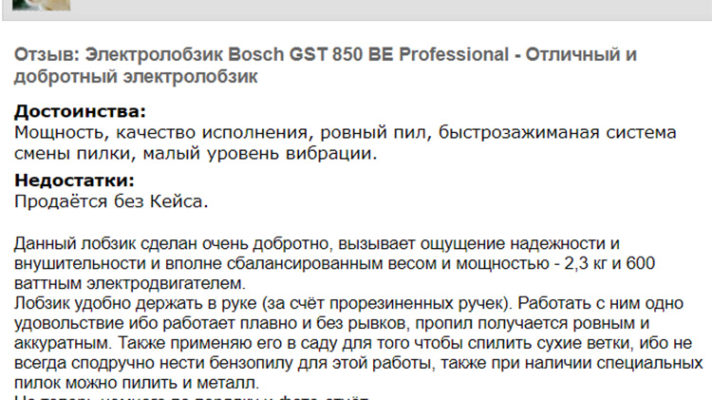 Отзыв: Электролобзик Bosch GST 850 BE Professional - Отличный и
добротный электролобзик
Достоинства:
Мощность, качество исполнения, ровный пил, быстрозажиманая система
смены пилки, малый уровень вибрации.
Недостатки:
Продаётся без Кейса.
Данный лобзик сделан очень добротно, вызывает ощущение надежности и
внушительности и вполне сбалансированным весом и мощностью - 2,3 кг и 600
ваттным электродвигателем.
Лобзик удобно держать в руке (за счёт прорезиненных ручек). Работать с ним одно
удовольствие ибо работает плавно и без рывков, пропил получается ровным и
аккуратным. Также применяю его в саду для того чтобы спилить сухие ветки, ибо не
всегда сподручно нести бензопилу для этой работы, также при наличии специальных
пилок можно пилить и металл.